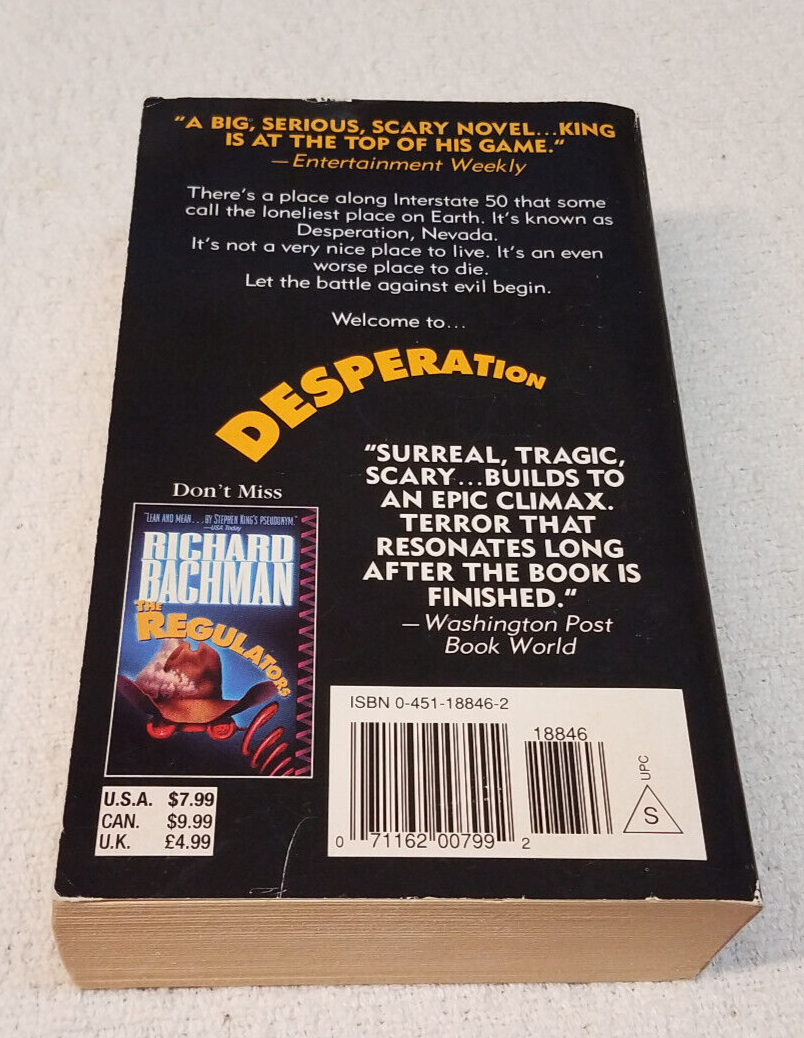 "A BIG, SERIOUS, SCARY NOVEL...KING
IS AT THE TOP OF HIS GAME."
—Entertainment Weekly
There's a place along Interstate 50 that some
call the loneliest place on Earth. It's known as
Desperation, Nevada.
It's not a very nice place to live. It's an even
worse place to die.
Let the battle against evil begin.
Welcome to...
DESPERATION
"SURREAL, TRAGIC,
SCARY...BUILDS TO
AN EPIC CLIMAX.
TERROR THAT
RESONATES LONG
AFTER THE BOOK IS
FINISHED."
—Washington Post
Book World
Don't Miss
"LEAN AND MEAN...BY STEPHEN KING'S PSEUDONYM."
—USA Today
RICHARD
BACHMAN
THE
REGULATORS
U.S.A. $7.99
CAN. $9.99
U.K. £4.99
ISBN 0-451-18846-2
18846
0 71162 00799 2
UPC
S